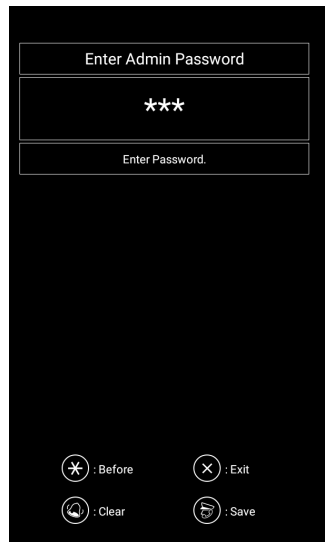 Enter Admin Password
***
Enter Password.
: Before
: Exit
: Clear
: Save